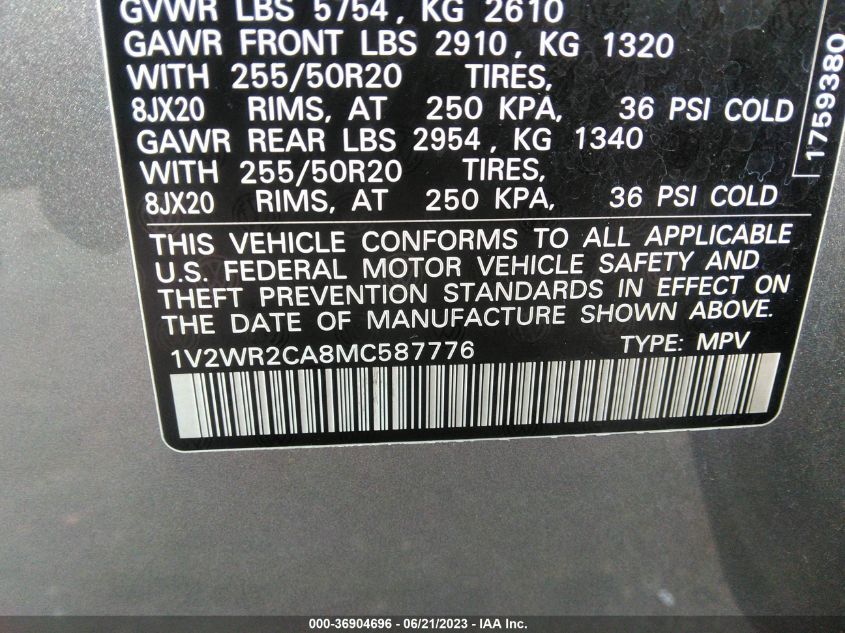 GVWR LBS 5754, KG 2610
GAWR FRONT LBS 2910, KG 1320
WITH 255/50R20 TIRES,
8JX20 RIMS, AT 250 KPA, 36 PSI COLD
GAWR REAR LBS 2954, KG 1340
WITH 255/50R20 TIRES,
8JX20 RIMS, AT 250 KPA, 36 PSI COLD
THIS VEHICLE CONFORMS TO ALL APPLICABLE
U.S. FEDERAL MOTOR VEHICLE SAFETY AND
THEFT PREVENTION STANDARDS IN EFFECT ON
THE DATE OF MANUFACTURE SHOWN ABOVE.
1V2WR2CA8MC587776 TYPE: MPV
1759380
000-36904696 - 06/21/2023 - IAA Inc.